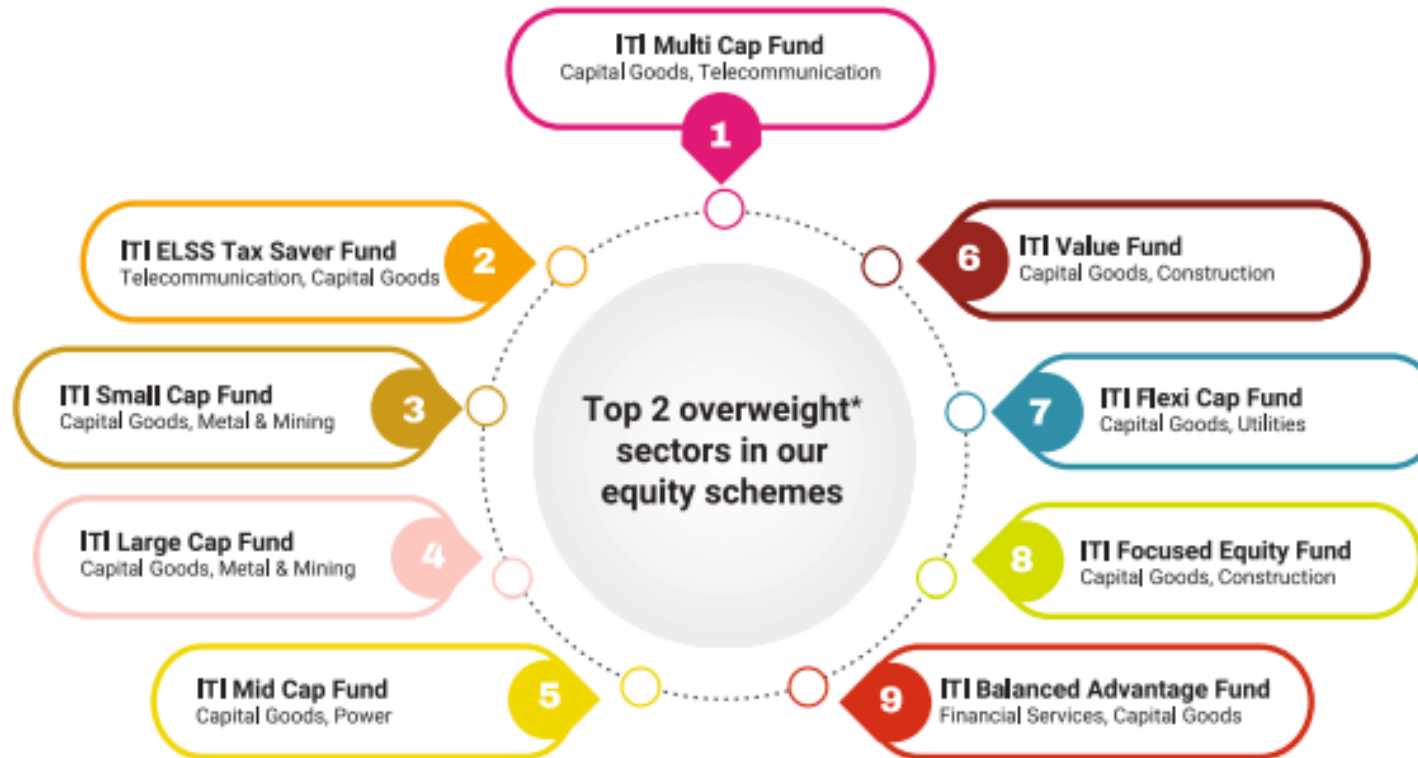 ITI Multi Cap Fund
Capital Goods, Telecommunication
1
ITI ELSS Tax Saver Fund
Telecommunication, Capital Goods
2
ITI Small Cap Fund
Capital Goods, Metal & Mining
3
ITI Large Cap Fund
Capital Goods, Metal & Mining
4
ITI Mid Cap Fund
Capital Goods, Power
5
6
ITI Value Fund
Capital Goods, Construction
7
ITI Flexi Cap Fund
Capital Goods, Utilities
8
ITI Focused Equity Fund
Capital Goods, Construction
9
ITI Balanced Advantage Fund
Financial Services, Capital Goods
Top 2 overweight*
sectors in our
equity schemes